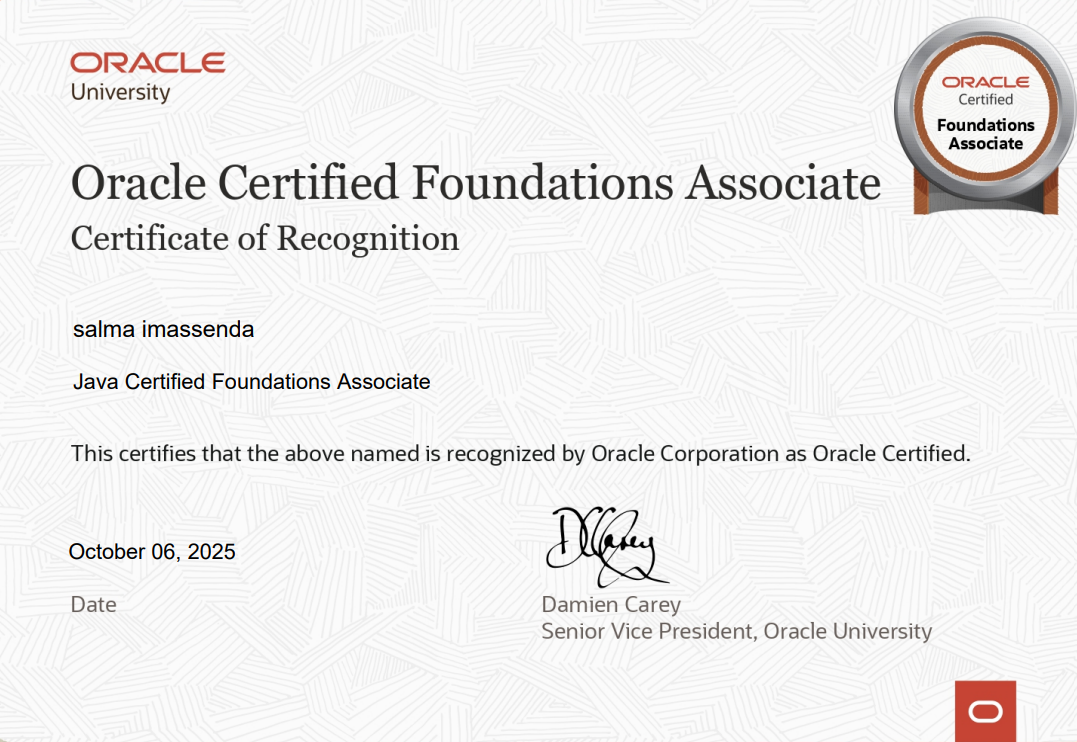 ORACLE
University
ORACLE
Certified
Foundations
Associate
Oracle Certified Foundations Associate
Certificate of Recognition
salma imassenda
Java Certified Foundations Associate
This certifies that the above named is recognized by Oracle Corporation as Oracle Certified.
October 06, 2025
Date
DCarey
Damien Carey
Senior Vice President, Oracle University